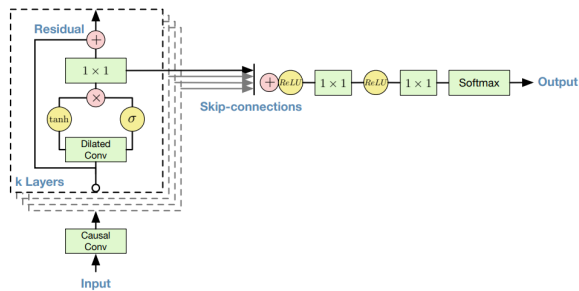 Residual
+
1 × 1
×
tanh
σ
Dilated
Conv
k Layers
Causal
Conv
Input
Skip-connections
+
ReLU
1 × 1
ReLU
1 × 1
Softmax
Output